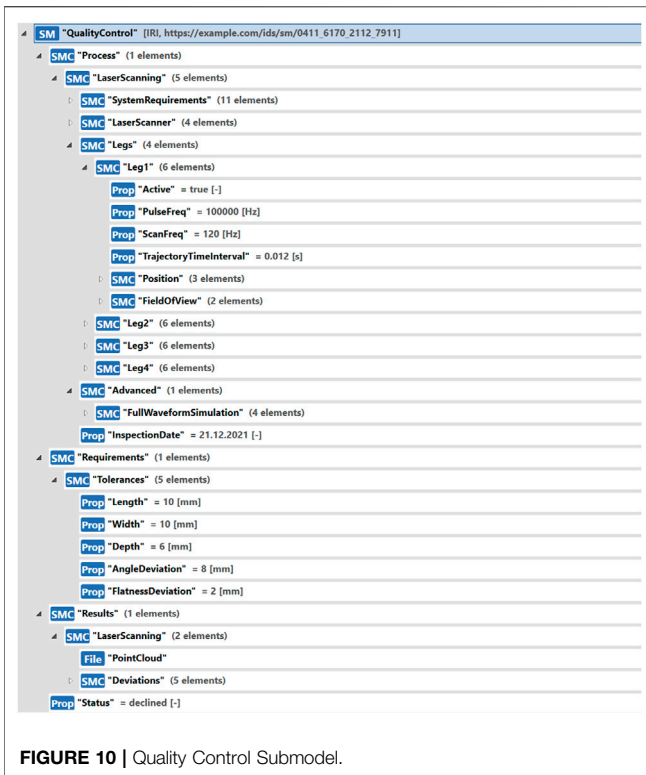 SM "QualityControl" [IRI, https://example.com/ids/sm/0411_6170_2112_7911]
SMC "Process" (1 elements)
SMC "LaserScanning" (5 elements)
SMC "SystemRequirements" (11 elements)
SMC "LaserScanner" (4 elements)
SMC "Legs" (4 elements)
SMC "Leg1" (6 elements)
Prop "Active" = true [-]
Prop "PulseFreq" = 100000 [Hz]
Prop "ScanFreq" = 120 [Hz]
Prop "TrajectoryTimeInterval" = 0.012 [s]
SMC "Position" (3 elements)
SMC "FieldOfView" (2 elements)
SMC "Leg2" (6 elements)
SMC "Leg3" (6 elements)
SMC "Leg4" (6 elements)
SMC "Advanced" (1 elements)
SMC "FullWaveformSimulation" (4 elements)
Prop "InspectionDate" = 21.12.2021 [-]
SMC "Requirements" (1 elements)
SMC "Tolerances" (5 elements)
Prop "Length" = 10 [mm]
Prop "Width" = 10 [mm]
Prop "Depth" = 6 [mm]
Prop "AngleDeviation" = 8 [mm]
Prop "FlatnessDeviation" = 2 [mm]
SMC "Results" (1 elements)
SMC "LaserScanning" (2 elements)
File "PointCloud"
SMC "Deviations" (5 elements)
Prop "Status" = declined [-]
FIGURE 10 | Quality Control Submodel.